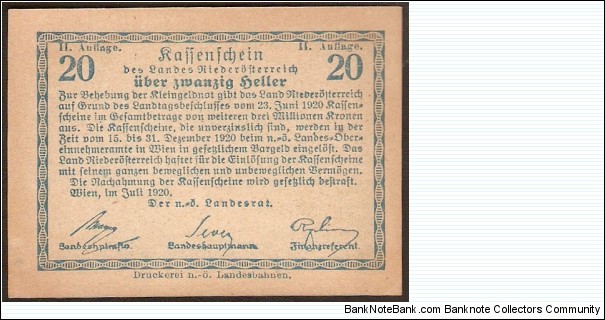 II. Auflage. II. Auflage.
Kassenschein
20 des Landes Niederösterreich 20
über zwanzig Heller
Zur Behebung der Kleingeldnot gibt das Land Niederösterreich
auf Grund des Landtagsbeschlusses vom 23. Juni 1920 Kassen-
scheine im Gesamtbetrage von weiteren drei Millionen Kronen
aus. Die Kassenscheine, die unverzinslich sind, werden in der
Zeit vom 15. bis 31. Dezember 1920 beim n.-ö. Landes-Ober-
einnehmeramte in Wien in gesetzlichem Bargeld eingelöst. Das
Land Niederösterreich haftet für die Einlösung der Kassenscheine
mit seinem ganzen beweglichen und unbeweglichen Vermögen.
Die Nachahmung der Kassenscheine wird gesetzlich bestraft.
Wien, im Juli 1920.
Der n.-ö. Landesrat.
Landeshauptmann Finanzreferent.
Druckerei n.-ö. Landesbahnen.
BankNoteDB.com, Banknote Collectors Community